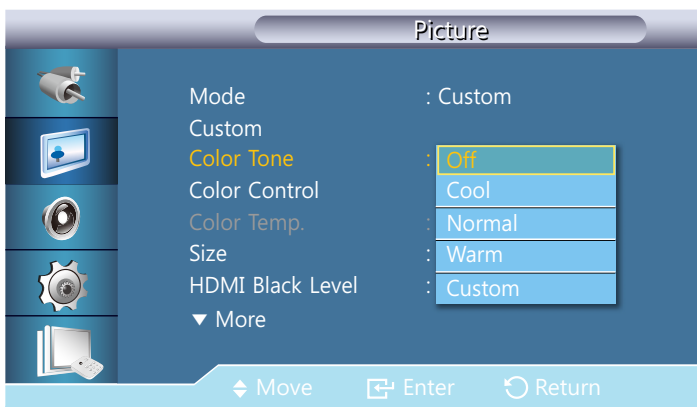 Picture
Mode : Custom
Custom
Color Tone : Off
Color Control Cool
Color Temp. : Normal
Size : Warm
HDMI Black Level : Custom
▼ More
Move Enter Return